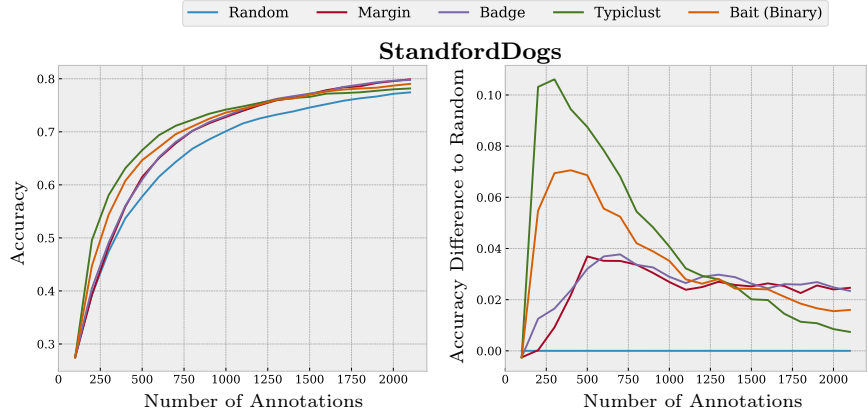 Random Margin Badge Typiclust Bait (Binary)
StandfordDogs
Accuracy
0.8
0.7
0.6
0.5
0.4
0.3
0 250 500 750 1000 1250 1500 1750 2000
Number of Annotations
Accuracy Difference to Random
0.10
0.08
0.06
0.04
0.02
0.00
0 250 500 750 1000 1250 1500 1750 2000
Number of Annotations